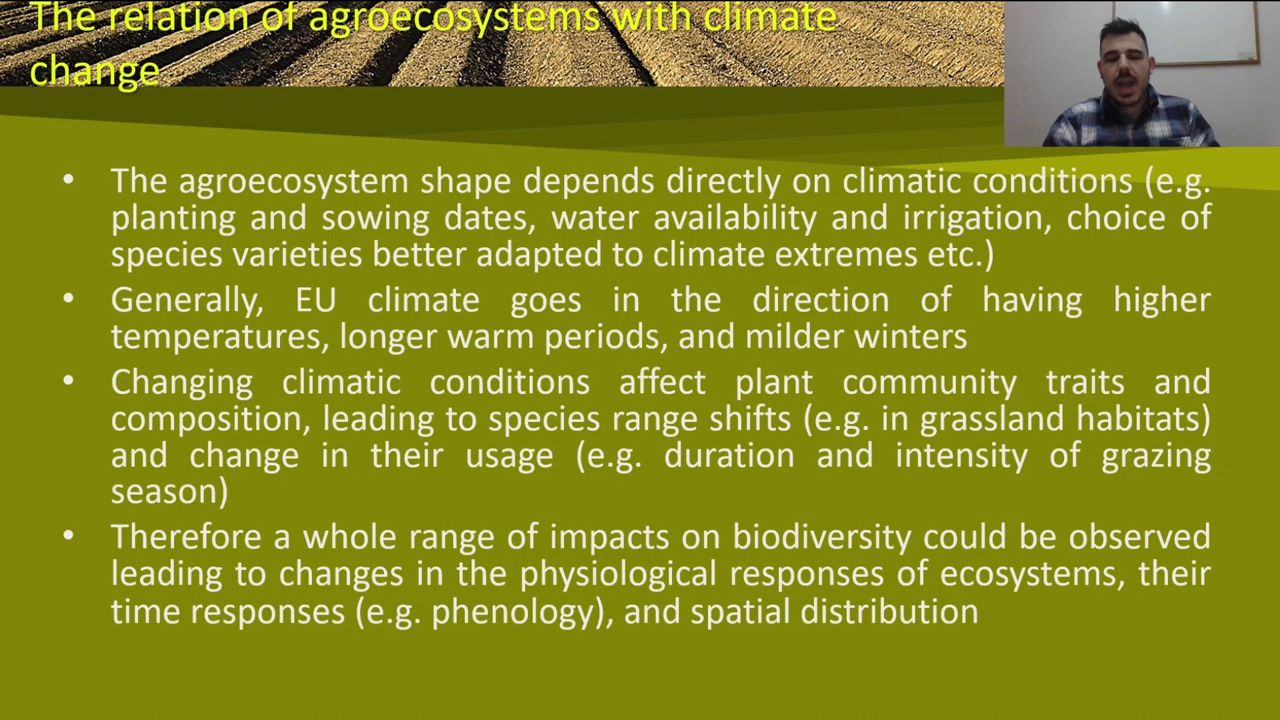 The relation of agroecosystems with climate
change
• The agroecosystem shape depends directly on climatic conditions (e.g.
planting and sowing dates, water availability and irrigation, choice of
species varieties better adapted to climate extremes etc.)
• Generally, EU climate goes in the direction of having higher
temperatures, longer warm periods, and milder winters
• Changing climatic conditions affect plant community traits and
composition, leading to species range shifts (e.g. in grassland habitats)
and change in their usage (e.g. duration and intensity of grazing
season)
• Therefore a whole range of impacts on biodiversity could be observed
leading to changes in the physiological responses of ecosystems, their
time responses (e.g. phenology), and spatial distribution